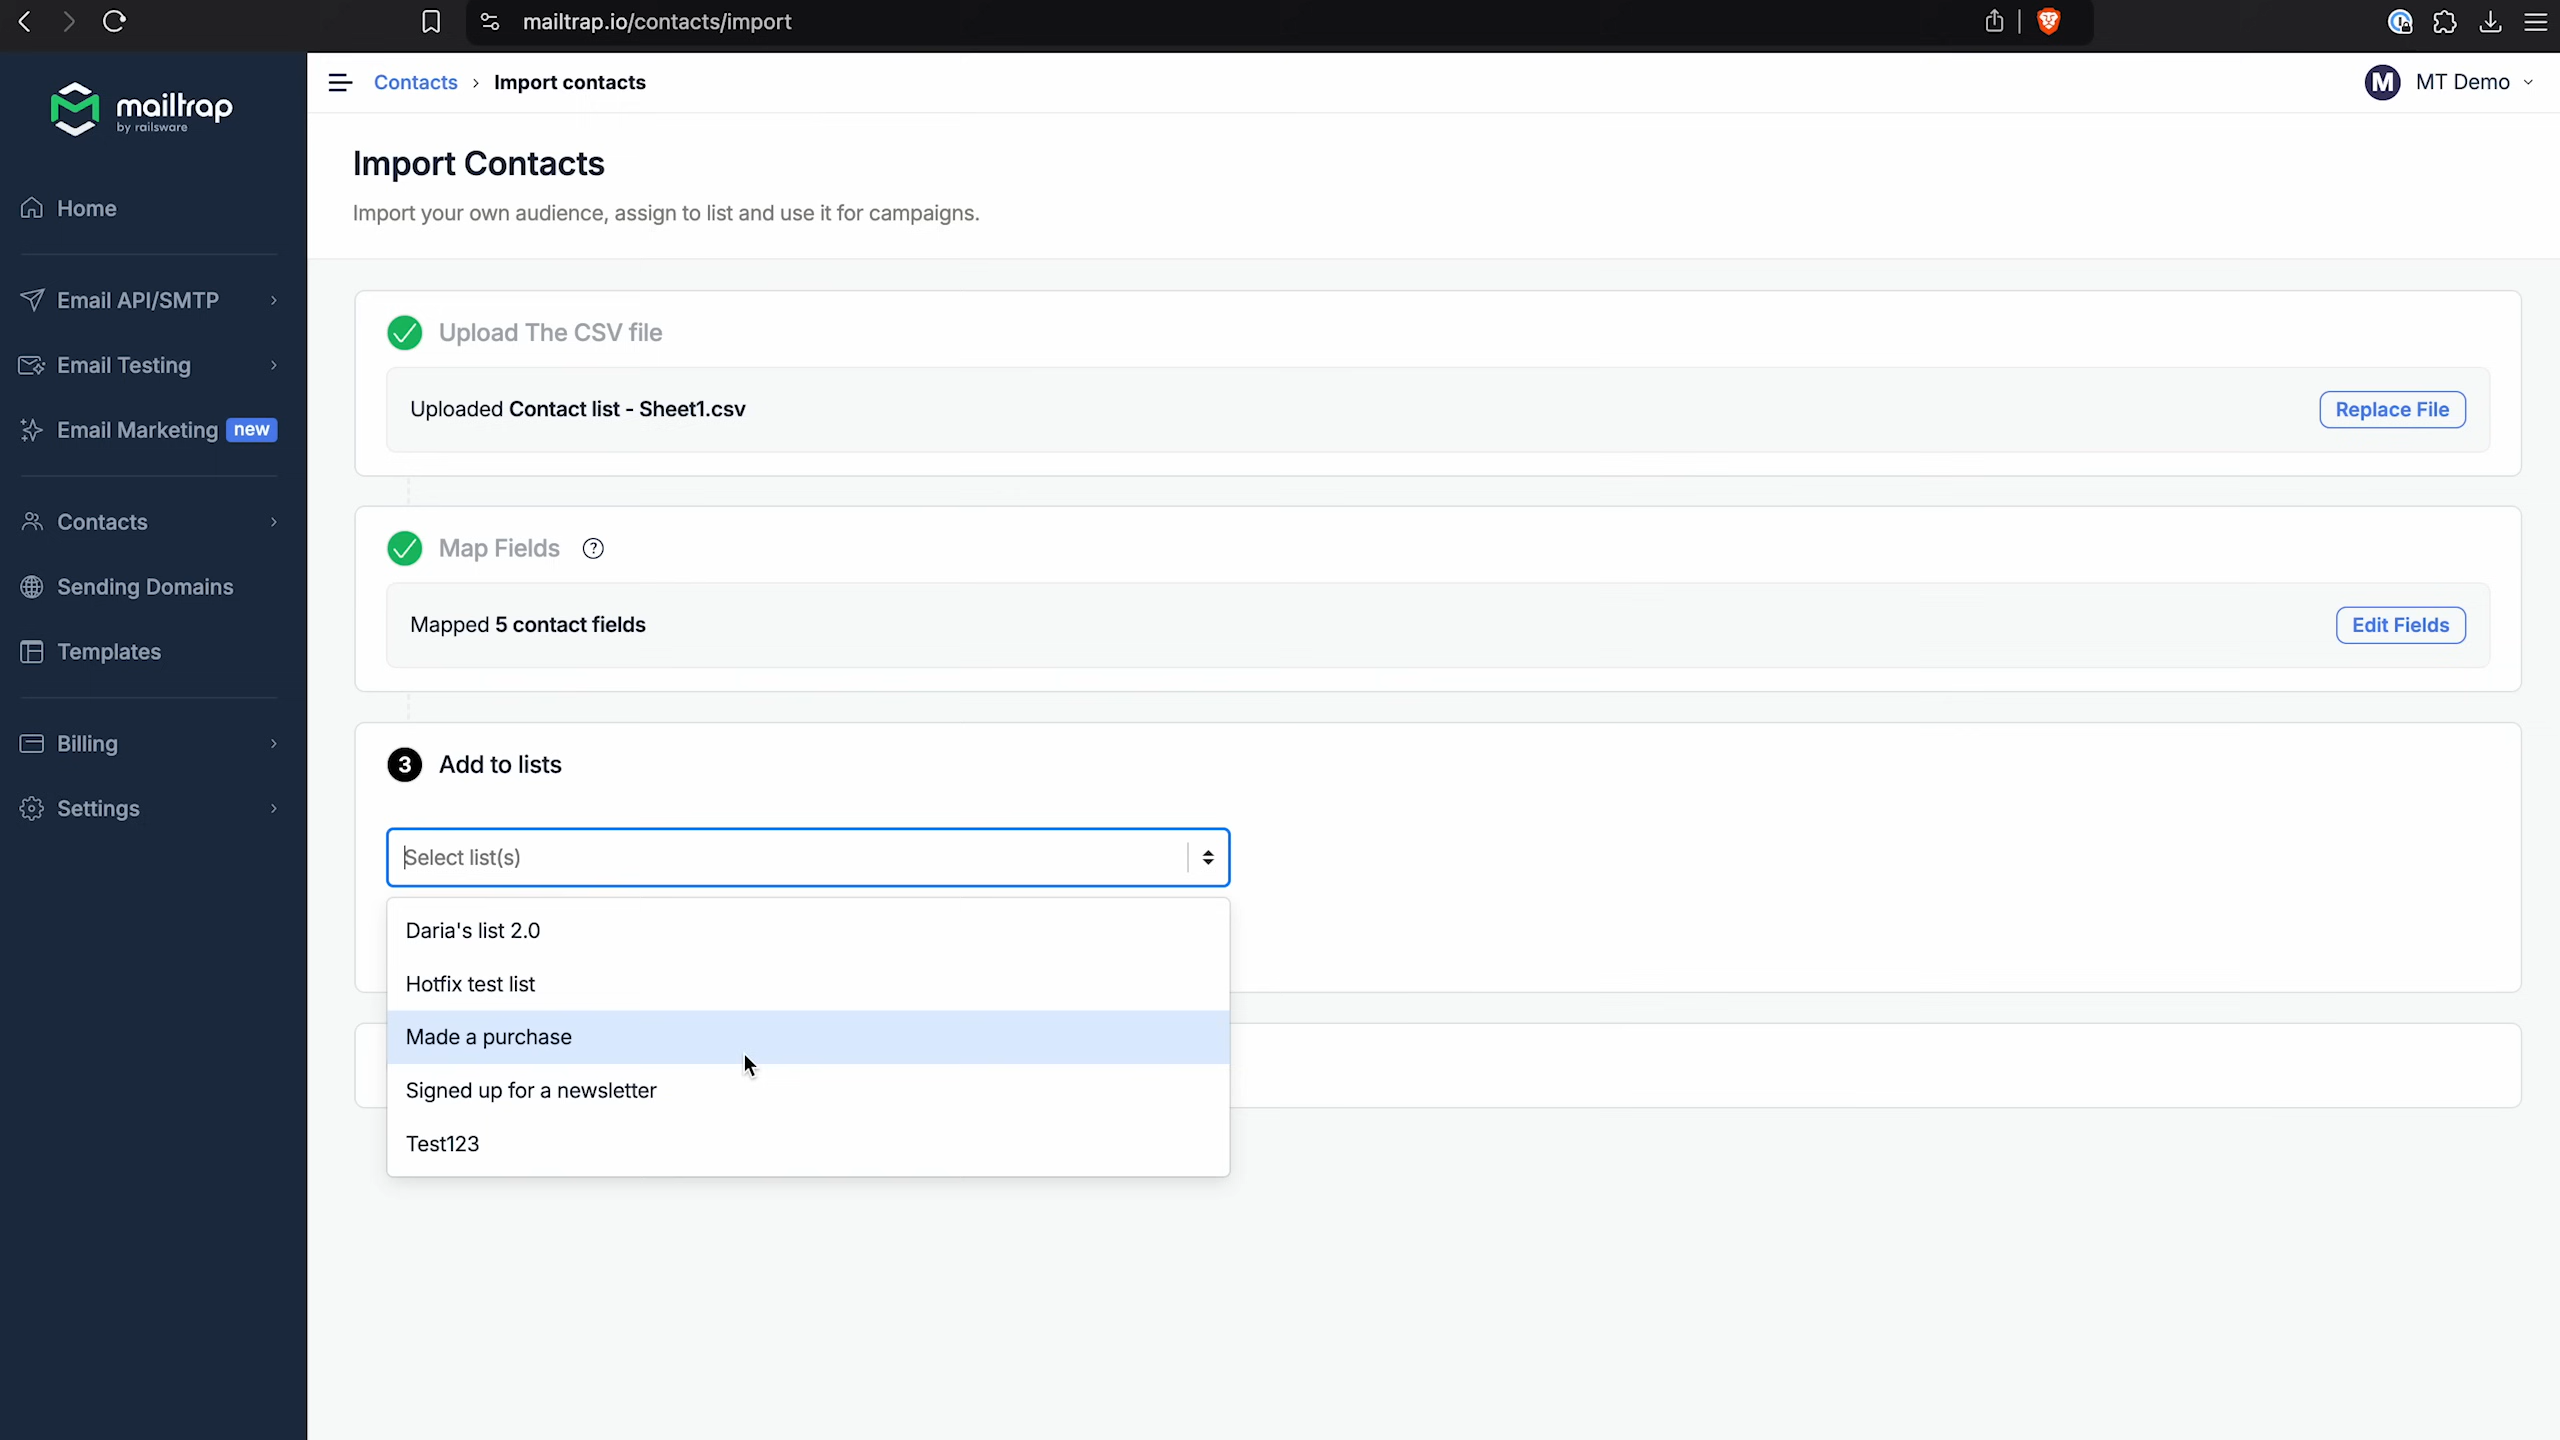 mailtrap.io/contacts/import
mailtrap
by railsware
Home
Email API/SMTP
Email Testing
Email Marketing new
Contacts
Sending Domains
Templates
Billing
Settings
Contacts › Import contacts
M MT Demo
Import Contacts
Import your own audience, assign to list and use it for campaigns.
Upload The CSV file
Uploaded Contact list - Sheet1.csv
Replace File
Map Fields ?
Mapped 5 contact fields
Edit Fields
3 Add to lists
Select list(s)
Daria's list 2.0
Hotfix test list
Made a purchase
Signed up for a newsletter
Test123